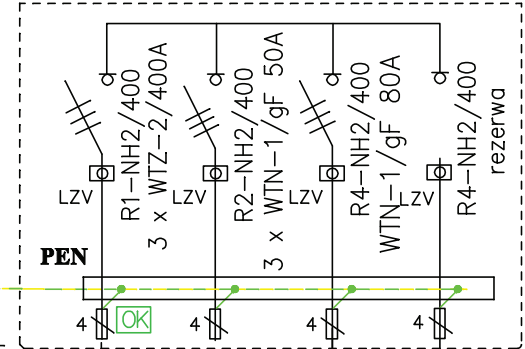 R1-NH2/400
3 x WTZ-2/400A
R2-NH2/400
3 x WTN-1/gF 50A
R4-NH2/400
WTN-1/gF 80A
R4-NH2/400
rezerwa
LZV
LZV
LZV
LZV
PEN
4
OK
4
4
4